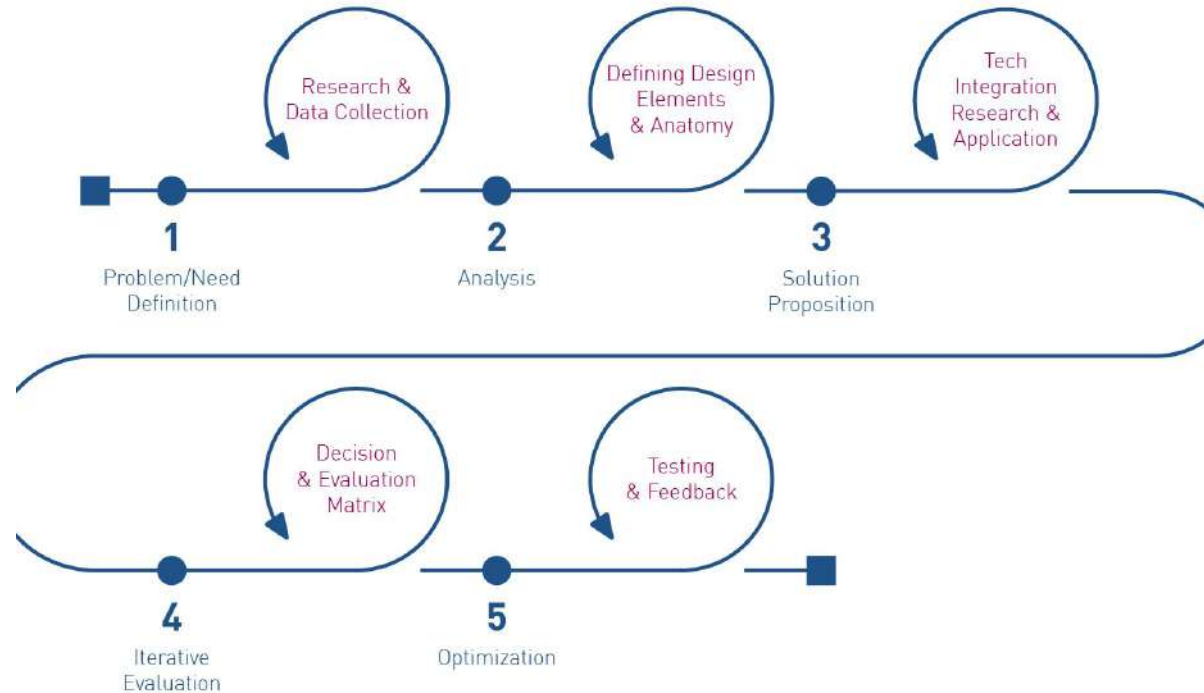 Research &
Data Collection
Defining Design
Elements
& Anatomy
Tech
Integration
Research &
Application
1
Problem/Need
Definition
2
Analysis
3
Solution
Proposition
Decision
& Evaluation
Matrix
Testing
& Feedback
4
Iterative
Evaluation
5
Optimization